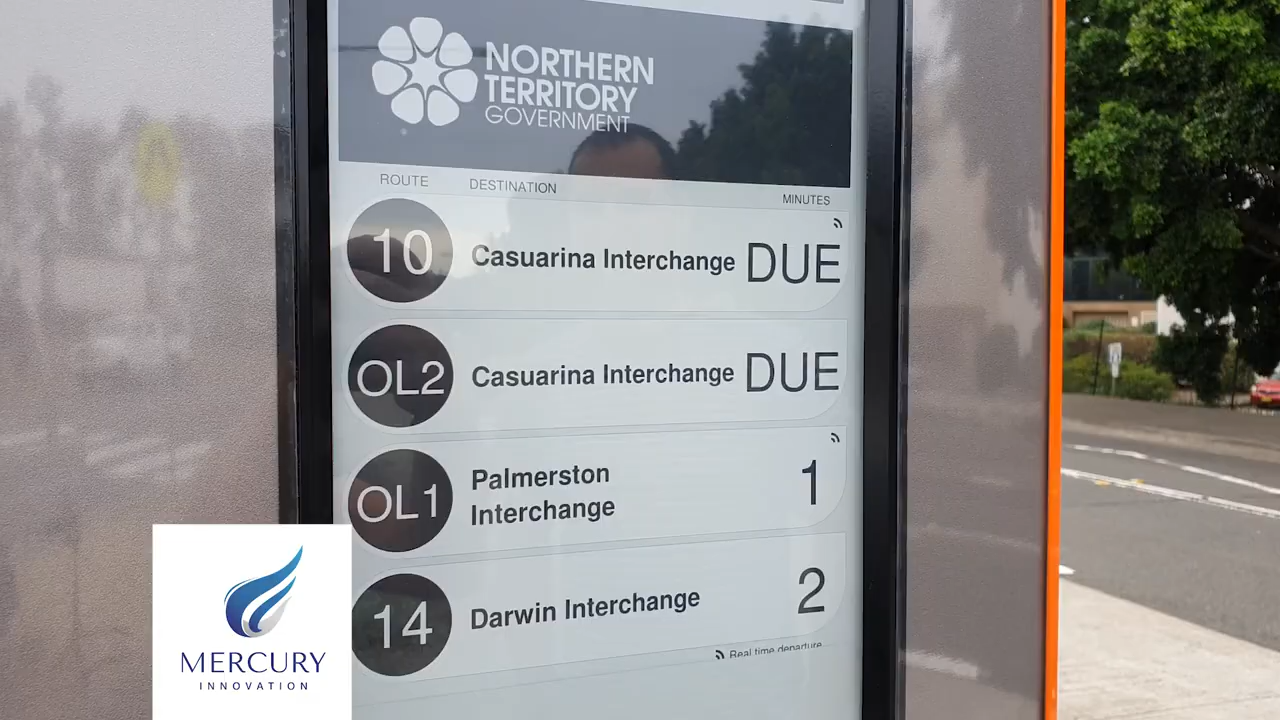 NORTHERN
TERRITORY
GOVERNMENT
ROUTE DESTINATION MINUTES
10 Casuarina Interchange DUE
OL2 Casuarina Interchange DUE
OL1 Palmerston
Interchange 1
14 Darwin Interchange 2
Real time departure
MERCURY
INNOVATION